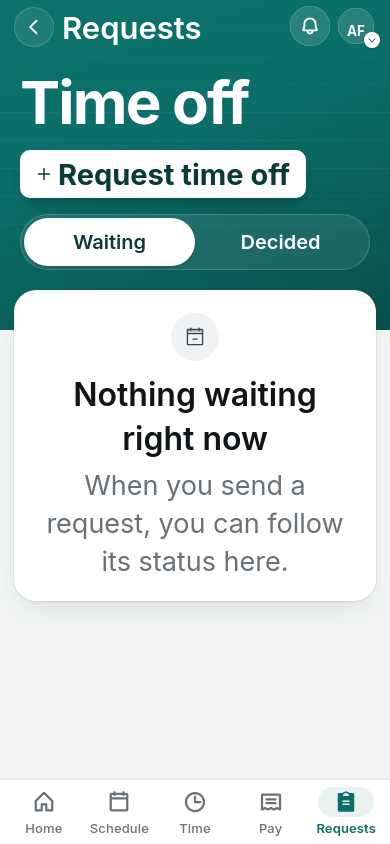 Requests
AF
Time off
+ Request time off
Waiting
Decided
Nothing waiting
right now
When you send a
request, you can follow
its status here.
Home
Schedule
Time
Pay
Requests